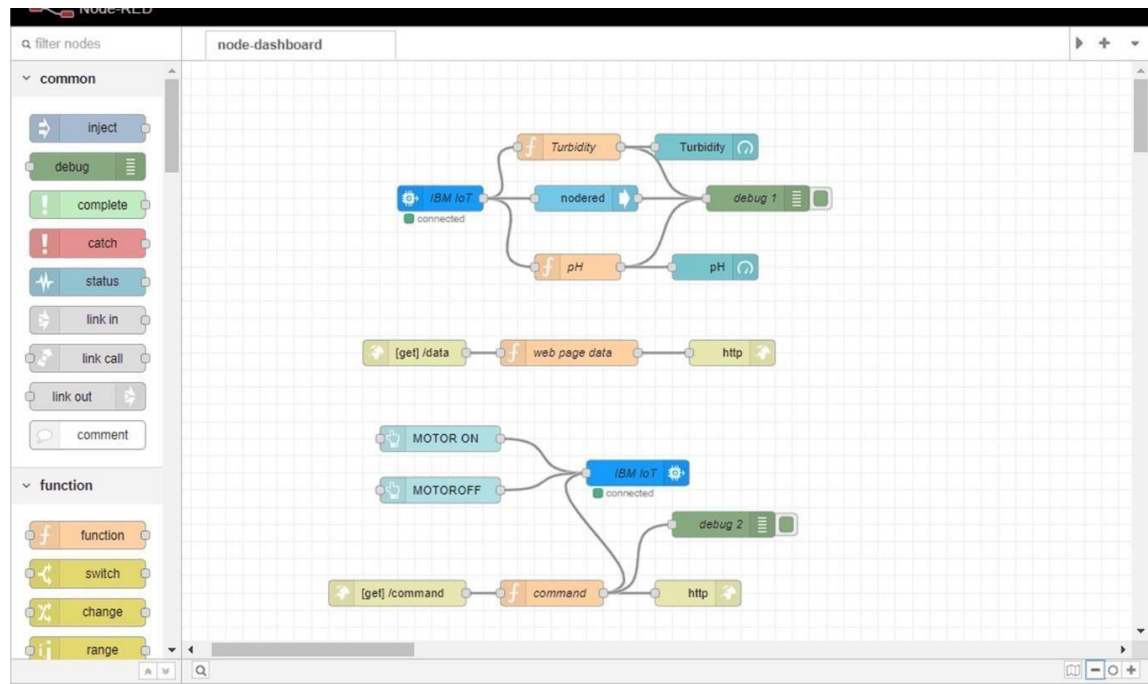 Node-RED
filter nodes
node-dashboard
common
inject
debug
complete
catch
status
link in
link call
link out
comment
function
function
switch
change
range
Turbidity
Turbidity
IBM IoT
connected
nodered
debug 1
pH
pH
[get] /data
web page data
http
MOTOR ON
MOTOROFF
IBM IoT
connected
debug 2
[get] /command
command
http